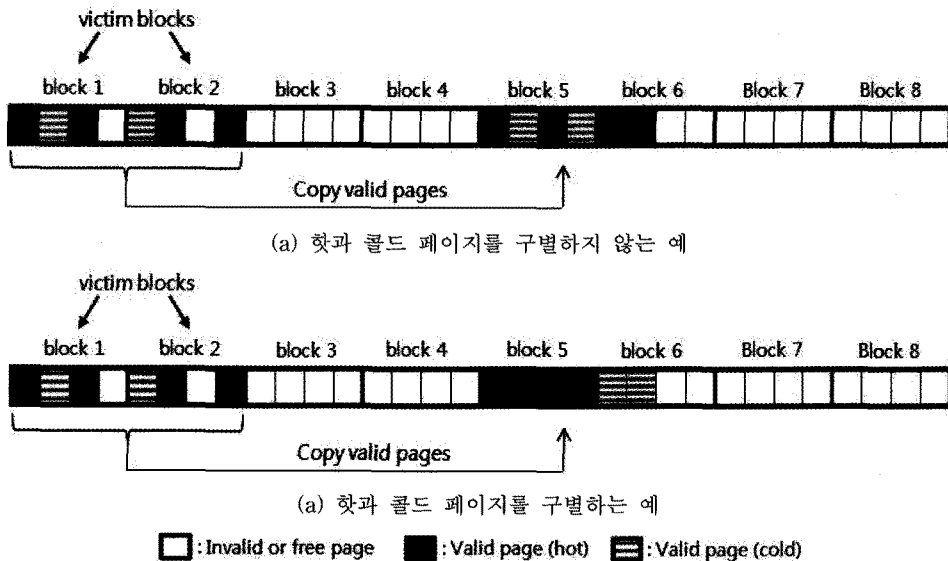 victim blocks
block 1 block 2 block 3 block 4 block 5 block 6 Block 7 Block 8
Copy valid pages
(a) 핫과 콜드 페이지를 구별하지 않는 예
victim blocks
block 1 block 2 block 3 block 4 block 5 block 6 Block 7 Block 8
Copy valid pages
(a) 핫과 콜드 페이지를 구별하는 예
: Invalid or free page : Valid page (hot) : Valid page (cold)